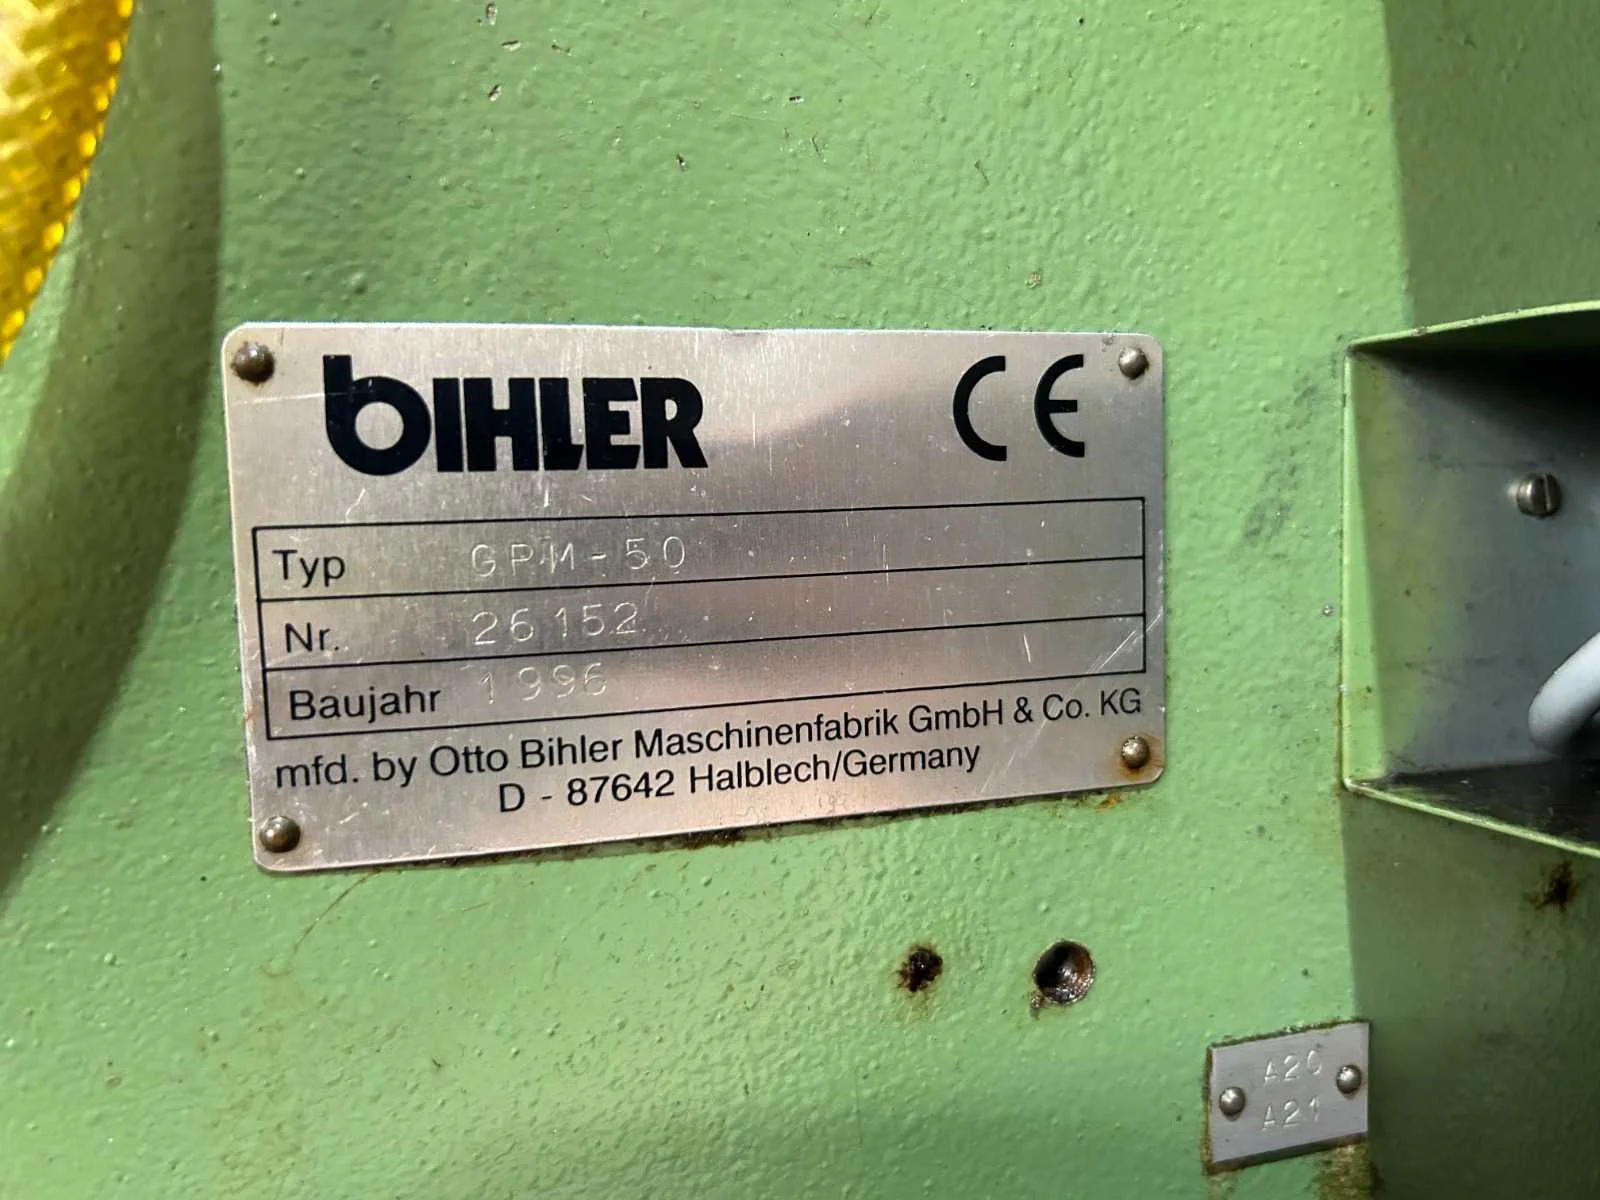 BIHLER CE
Typ GPM-50
Nr. 26152
Baujahr 1996
mfd. by Otto Bihler Maschinenfabrik GmbH & Co. KG
D - 87642 Halblech/Germany
A20
A21